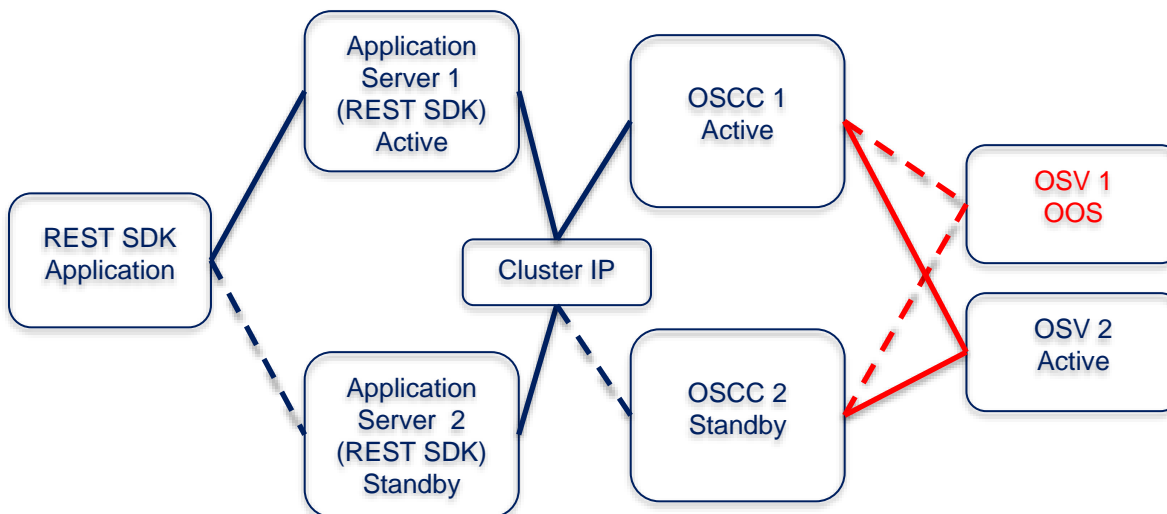 REST SDK
Application
Application
Server 1
(REST SDK)
Active
Application
Server 2
(REST SDK)
Standby
Cluster IP
OSCC 1
Active
OSCC 2
Standby
OSV 1
OOS
OSV 2
Active